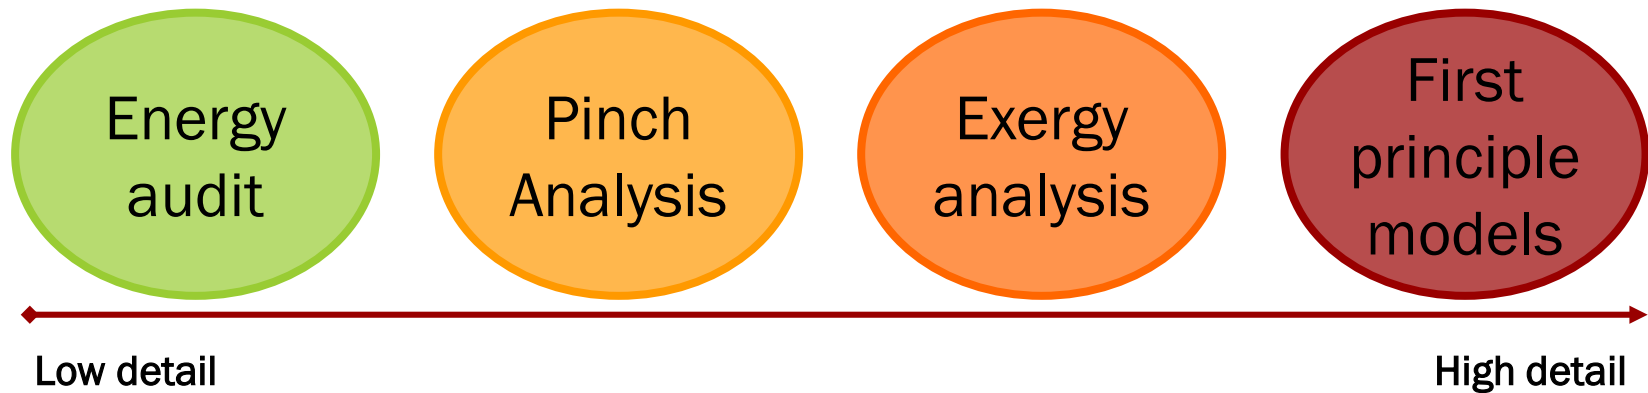 Energy
audit
Pinch
Analysis
Exergy
analysis
First
principle
models
Low detail
High detail